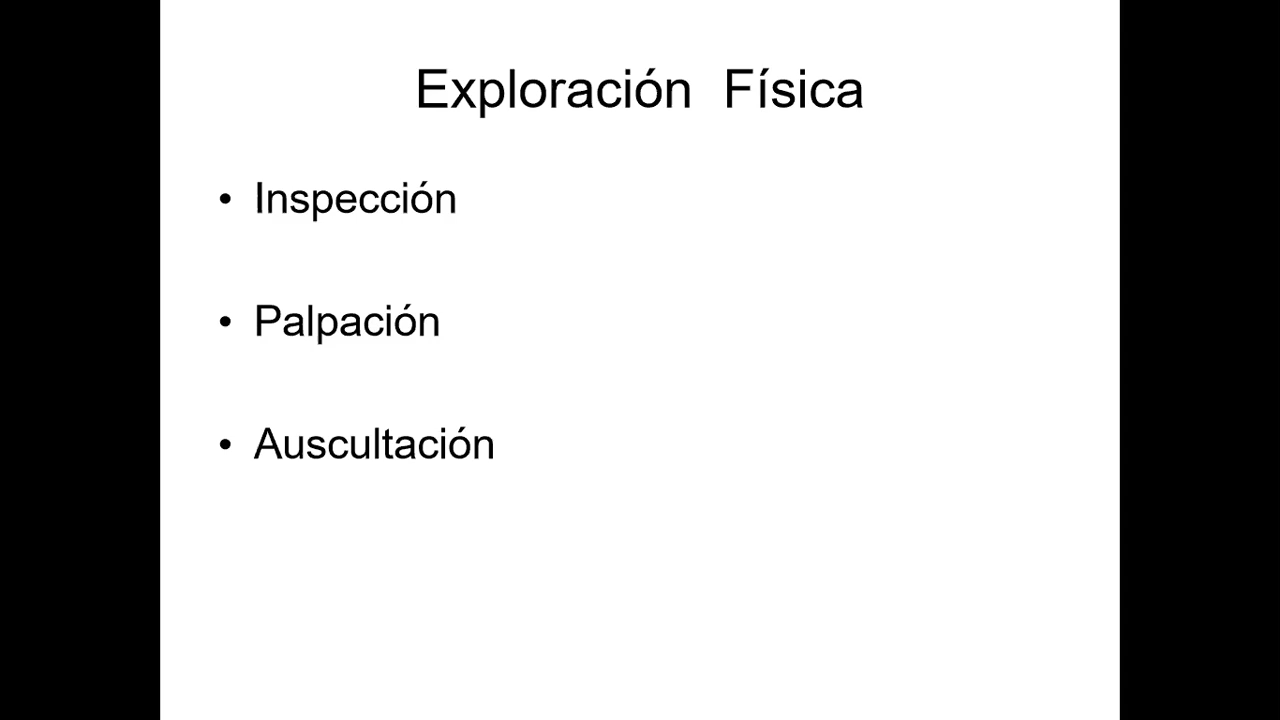 Exploración Física
• Inspección
• Palpación
• Auscultación